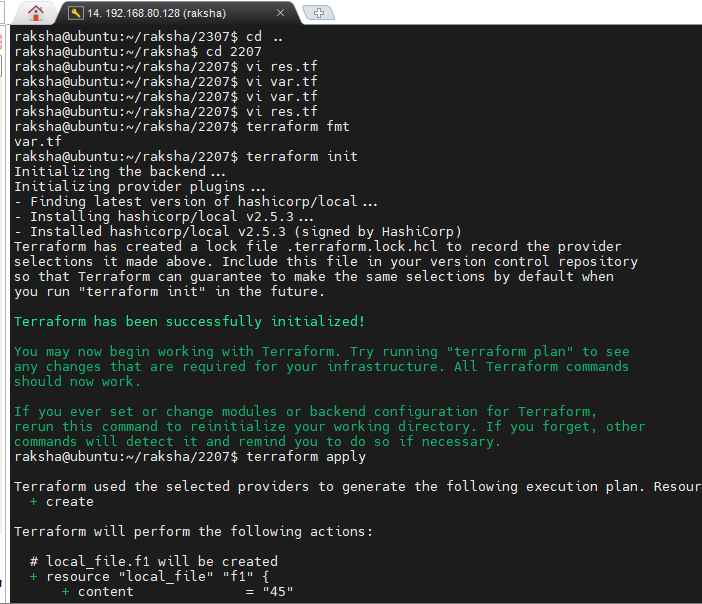 14. 192.168.80.128 (raksha)
raksha@ubuntu:~/raksha/2307$ cd ..
raksha@ubuntu:~/raksha$ cd 2207
raksha@ubuntu:~/raksha/2207$ vi res.tf
raksha@ubuntu:~/raksha/2207$ vi var.tf
raksha@ubuntu:~/raksha/2207$ vi var.tf
raksha@ubuntu:~/raksha/2207$ vi res.tf
raksha@ubuntu:~/raksha/2207$ terraform fmt
var.tf
raksha@ubuntu:~/raksha/2207$ terraform init
Initializing the backend...
Initializing provider plugins...
- Finding latest version of hashicorp/local...
- Installing hashicorp/local v2.5.3...
- Installed hashicorp/local v2.5.3 (signed by HashiCorp)
Terraform has created a lock file .terraform.lock.hcl to record the provider
selections it made above. Include this file in your version control repository
so that Terraform can guarantee to make the same selections by default when
you run "terraform init" in the future.
Terraform has been successfully initialized!
You may now begin working with Terraform. Try running "terraform plan" to see
any changes that are required for your infrastructure. All Terraform commands
should now work.
If you ever set or change modules or backend configuration for Terraform,
rerun this command to reinitialize your working directory. If you forget, other
commands will detect it and remind you to do so if necessary.
raksha@ubuntu:~/raksha/2207$ terraform apply
Terraform used the selected providers to generate the following execution plan. Resour
+ create
Terraform will perform the following actions:
# local_file.f1 will be created
+ resource "local_file" "f1" {
+ content = "45"